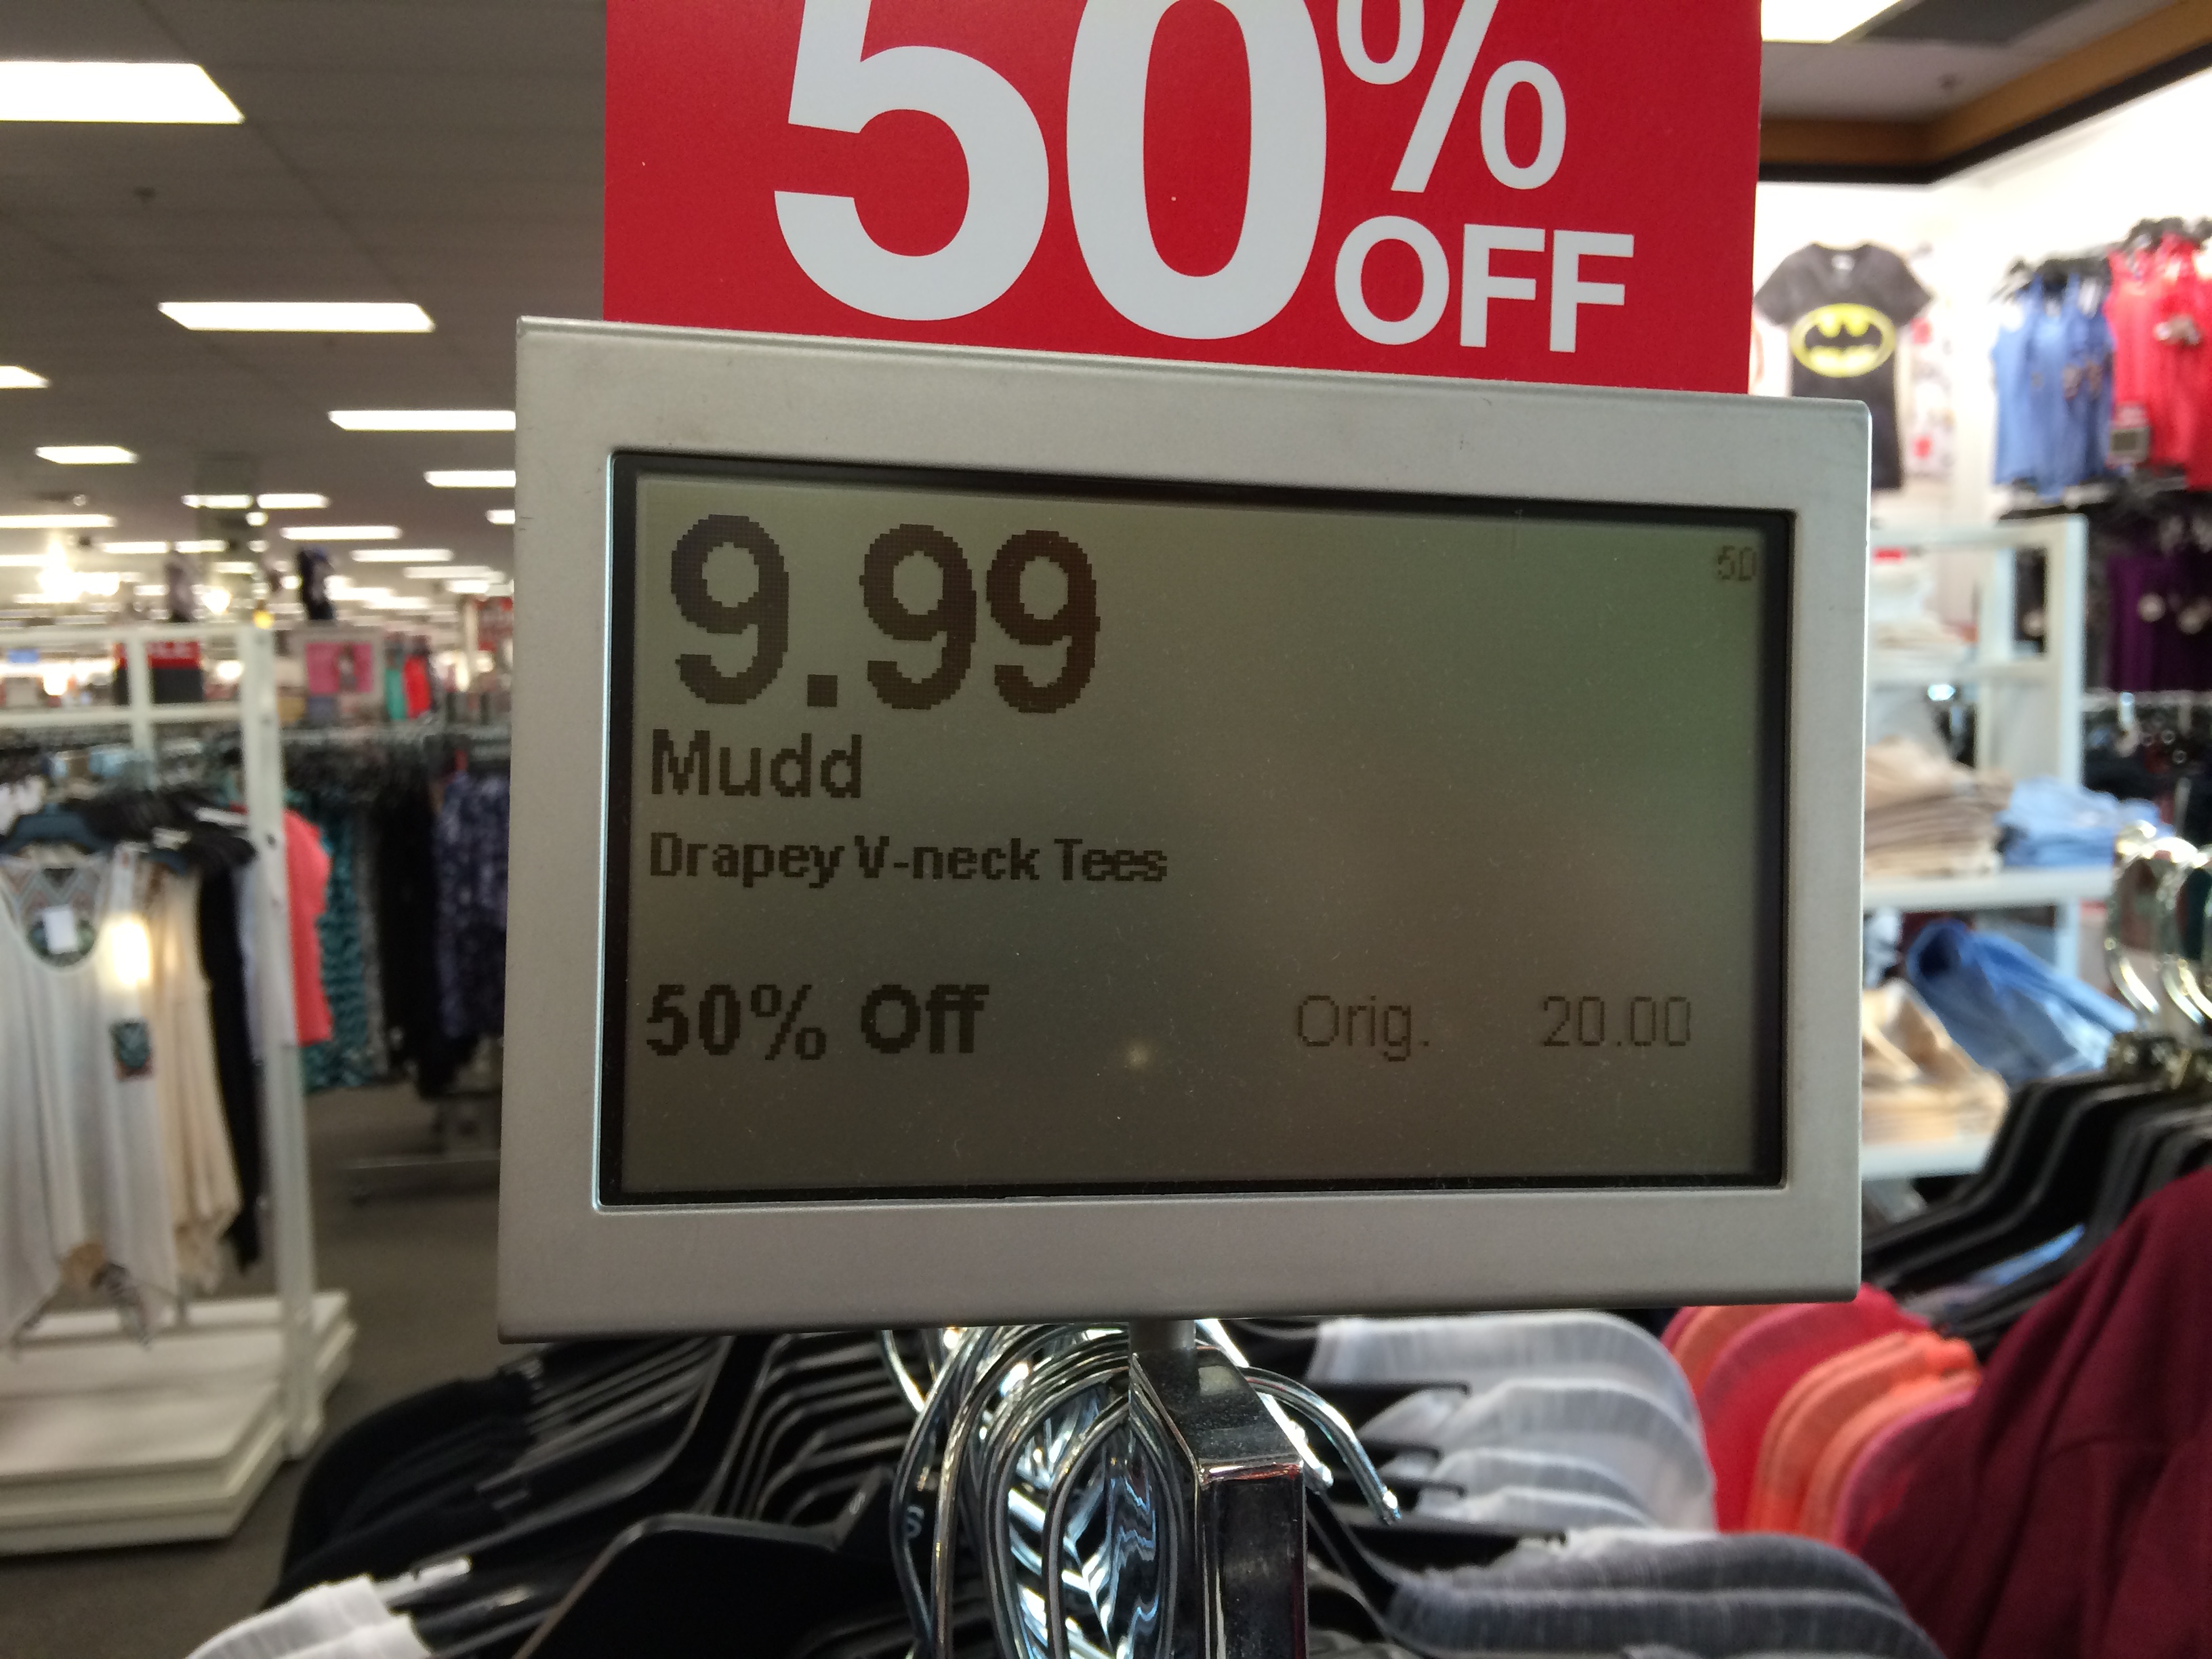 50%
OFF
9.99
50
Mudd
Drapey V-neck Tees
50% Off Orig. 20.00
S